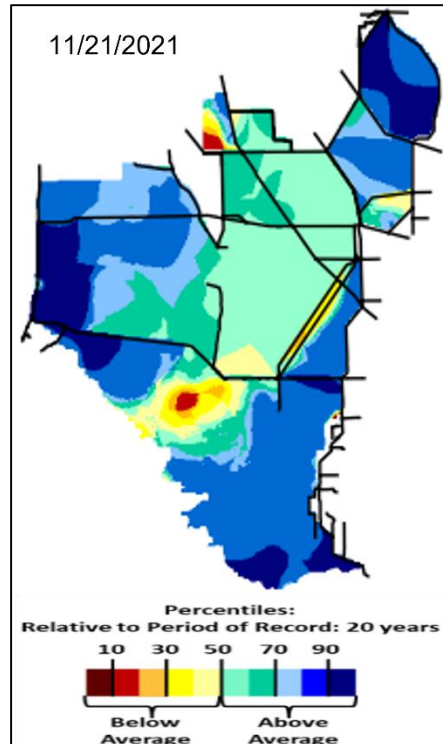 11/21/2021
Percentiles:
Relative to Period of Record: 20 years
10 30 50 70 90
Below Above
Average Average